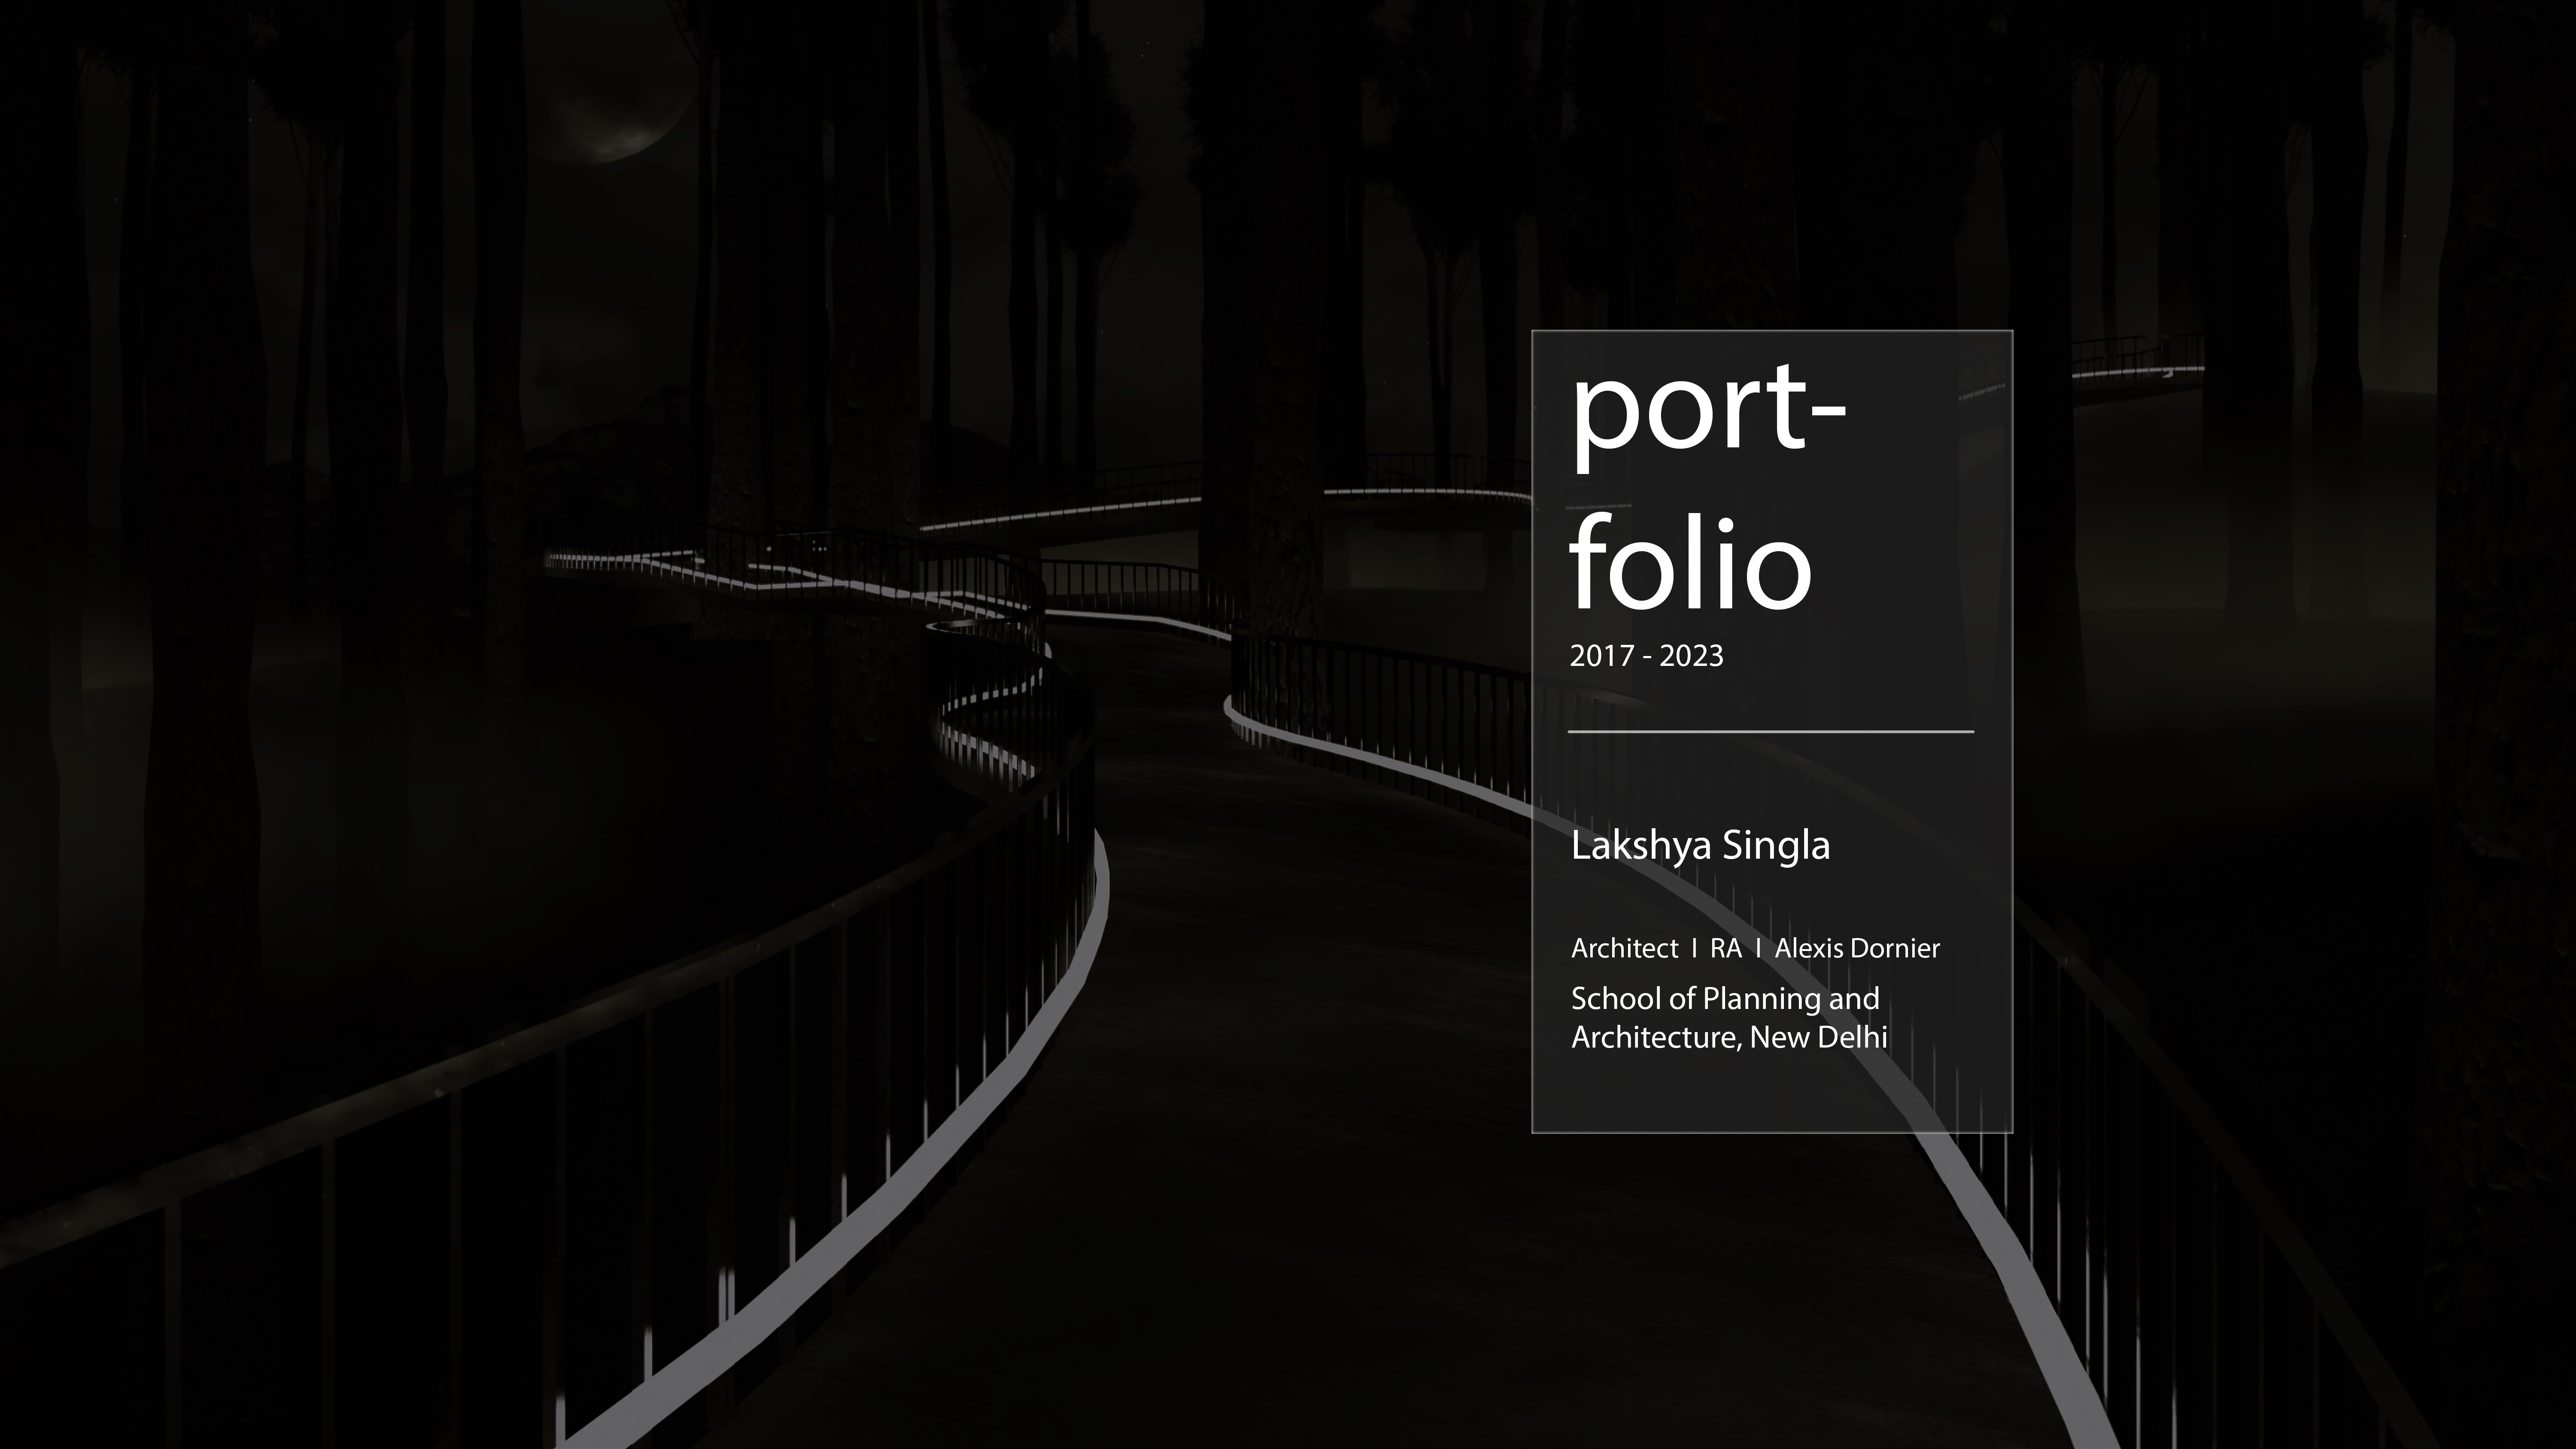 port-
folio
2017 - 2023
Lakshya Singla
Architect I RA I Alexis Dornier
School of Planning and
Architecture, New Delhi